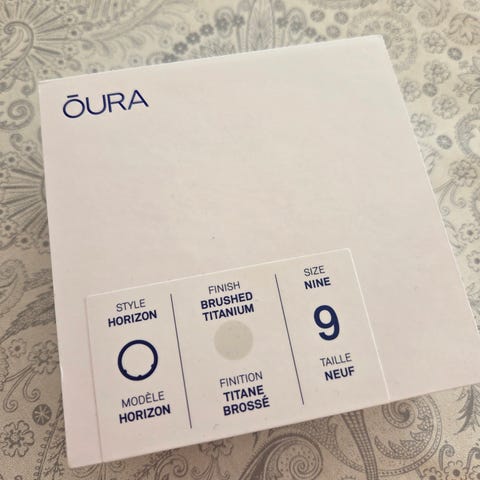 ŌURA
STYLE
HORIZON
MODÈLE
HORIZON
FINISH
BRUSHED
TITANIUM
FINITION
TITANE
BROSSÉ
SIZE
NINE
9
TAILLE
NEUF